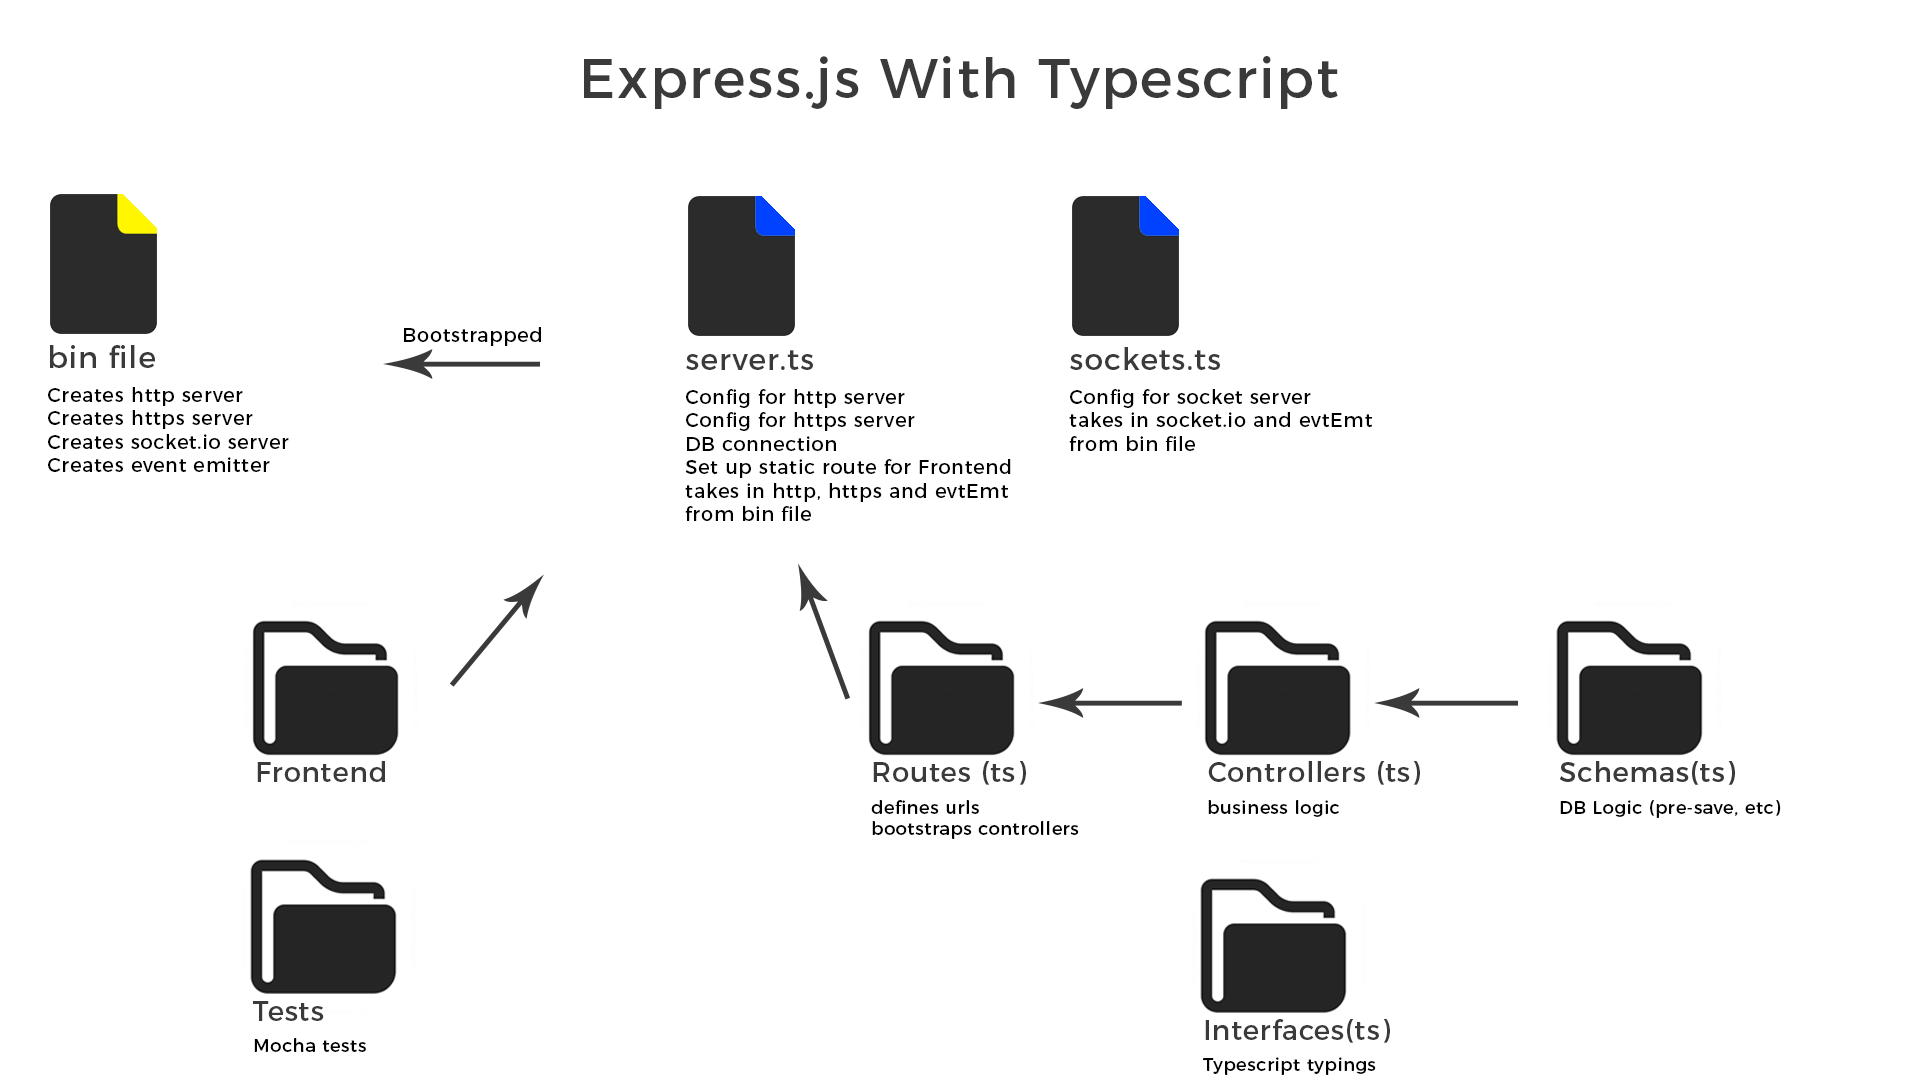 Express.js With Typescript
bin file
Creates http server
Creates https server
Creates socket.io server
Creates event emitter
Bootstrapped
server.ts
Config for http server
Config for https server
DB connection
Set up static route for Frontend
takes in http, https and evtEmt
from bin file
sockets.ts
Config for socket server
takes in socket.io and evtEmt
from bin file
Frontend
Routes (ts)
defines urls
bootstraps controllers
Controllers (ts)
business logic
Schemas(ts)
DB Logic (pre-save, etc)
Tests
Mocha tests
Interfaces(ts)
Typescript typings